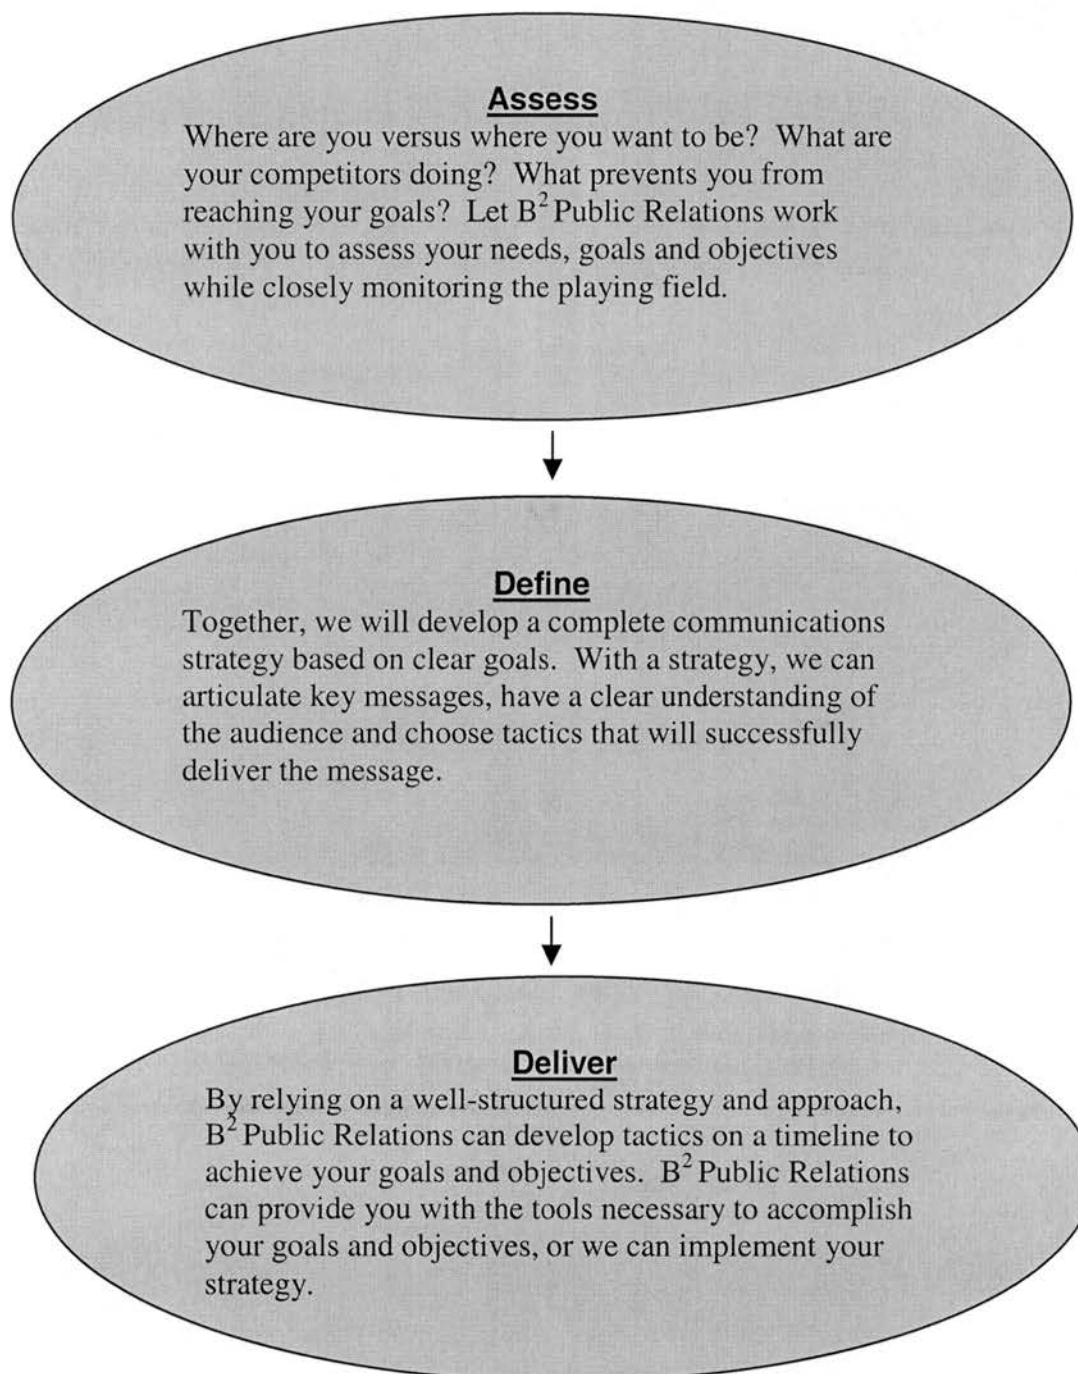 Assess
Where are you versus where you want to be?  What are
your competitors doing?  What prevents you from
reaching your goals?  Let B² Public Relations work
with you to assess your needs, goals and objectives
while closely monitoring the playing field.
Define
Together, we will develop a complete communications
strategy based on clear goals.  With a strategy, we can
articulate key messages, have a clear understanding of
the audience and choose tactics that will successfully
deliver the message.
Deliver
By relying on a well-structured strategy and approach,
B² Public Relations can develop tactics on a timeline to
achieve your goals and objectives.  B² Public Relations
can provide you with the tools necessary to accomplish
your goals and objectives, or we can implement your
strategy.